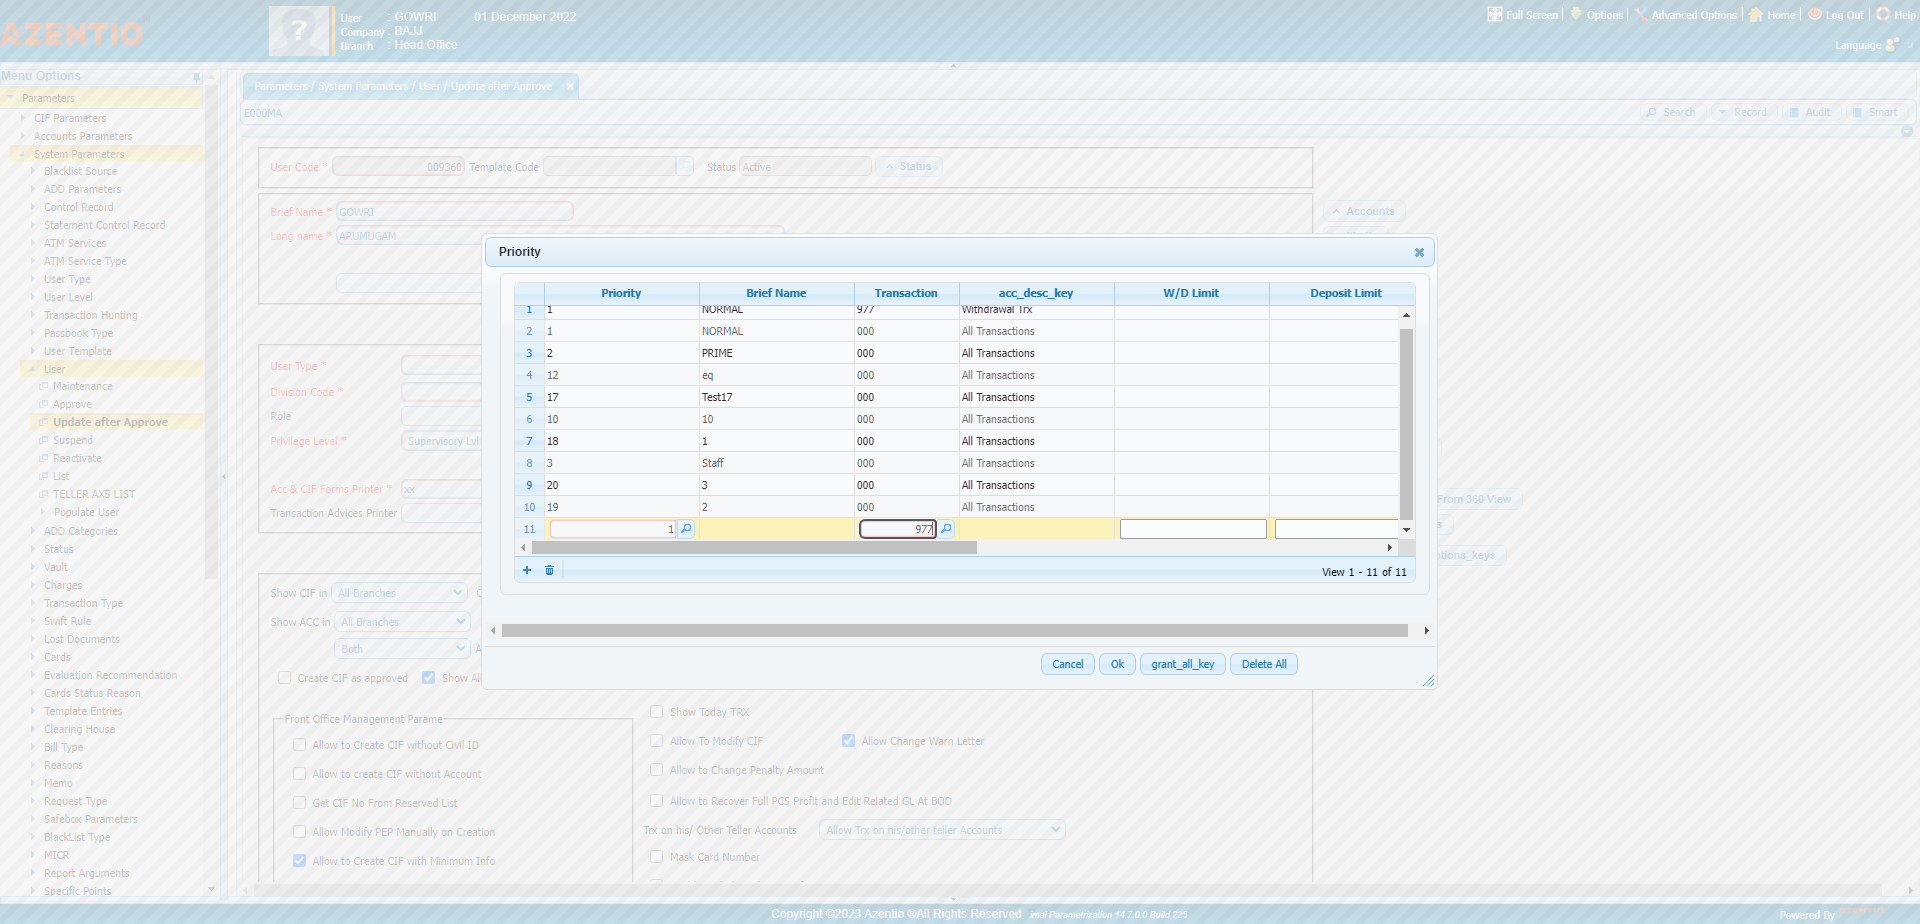 AZENTIO
User : GOWRI 01 December 2022
Company : BAJJ
Branch : Head Office
Full Screen Options Advanced Options Home Log Out Help
Language
Menu Options
Parameters
CIF Parameters
Accounts Parameters
System Parameters
Blacklist Source
ADD Parameters
Control Record
Statement Control Record
ATM Services
ATM Service Type
User Type
User Level
Transaction Hunting
Passbook Type
User Template
User
Maintenance
Approve
Update after Approve
Suspend
Reactivate
List
TELLER AXS LIST
Populate User
ADD Categories
Status
Vault
Charges
Transaction Type
Swift Rule
Lost Documents
Cards
Evaluation Recommendation
Cards Status Reason
Template Entries
Clearing House
Bill Type
Reasons
Memo
Request Type
Safebox Parameters
BlackList Type
MICR
Report Arguments
Specific Points
Parameters / System Parameters / User / Update after Approve
E000MA
Search Record Audit Smart
User Code * 009360 Template Code Status Active Status
Brief Name * GOWRI
Accounts
Long name * ARUMUGAM
User Type *
Division Code *
Role
Privilege Level * Supervisory Lvl
Acc & CIF Forms Printer * xx
Transaction Advices Printer
From 360 View
Show CIF in All Branches
Show ACC in All Branches
Both
Create CIF as approved Show Al
Front Office Management Parame
Allow to Create CIF without Civil ID
Allow to create CIF without Account
Get CIF No From Reserved List
Allow Modify PEP Manually on Creation
Allow to Create CIF with Minimum Info
Show Today TRX
Allow To Modify CIF Allow Change Warn Letter
Allow to Change Penalty Amount
Allow to Recover Full PCS Profit and Edit Related GL At BOD
Trx on his/ Other Teller Accounts Allow Trx on his/other teller Accounts
Mask Card Number
Priority
Priority Brief Name Transaction acc_desc_key W/D Limit Deposit Limit
1 1 NORMAL 977 Withdrawal Trx
2 1 NORMAL 000 All Transactions
3 2 PRIME 000 All Transactions
4 12 eq 000 All Transactions
5 17 Test17 000 All Transactions
6 10 10 000 All Transactions
7 18 1 000 All Transactions
8 3 Staff 000 All Transactions
9 20 3 000 All Transactions
10 19 2 000 All Transactions
11 1 977
View 1 - 11 of 11
Cancel Ok grant_all_key Delete All
Copyright ©2023 Azentio ®All Rights Reserved imal Parametrization 14.7.0.0 Build 225
Powered By